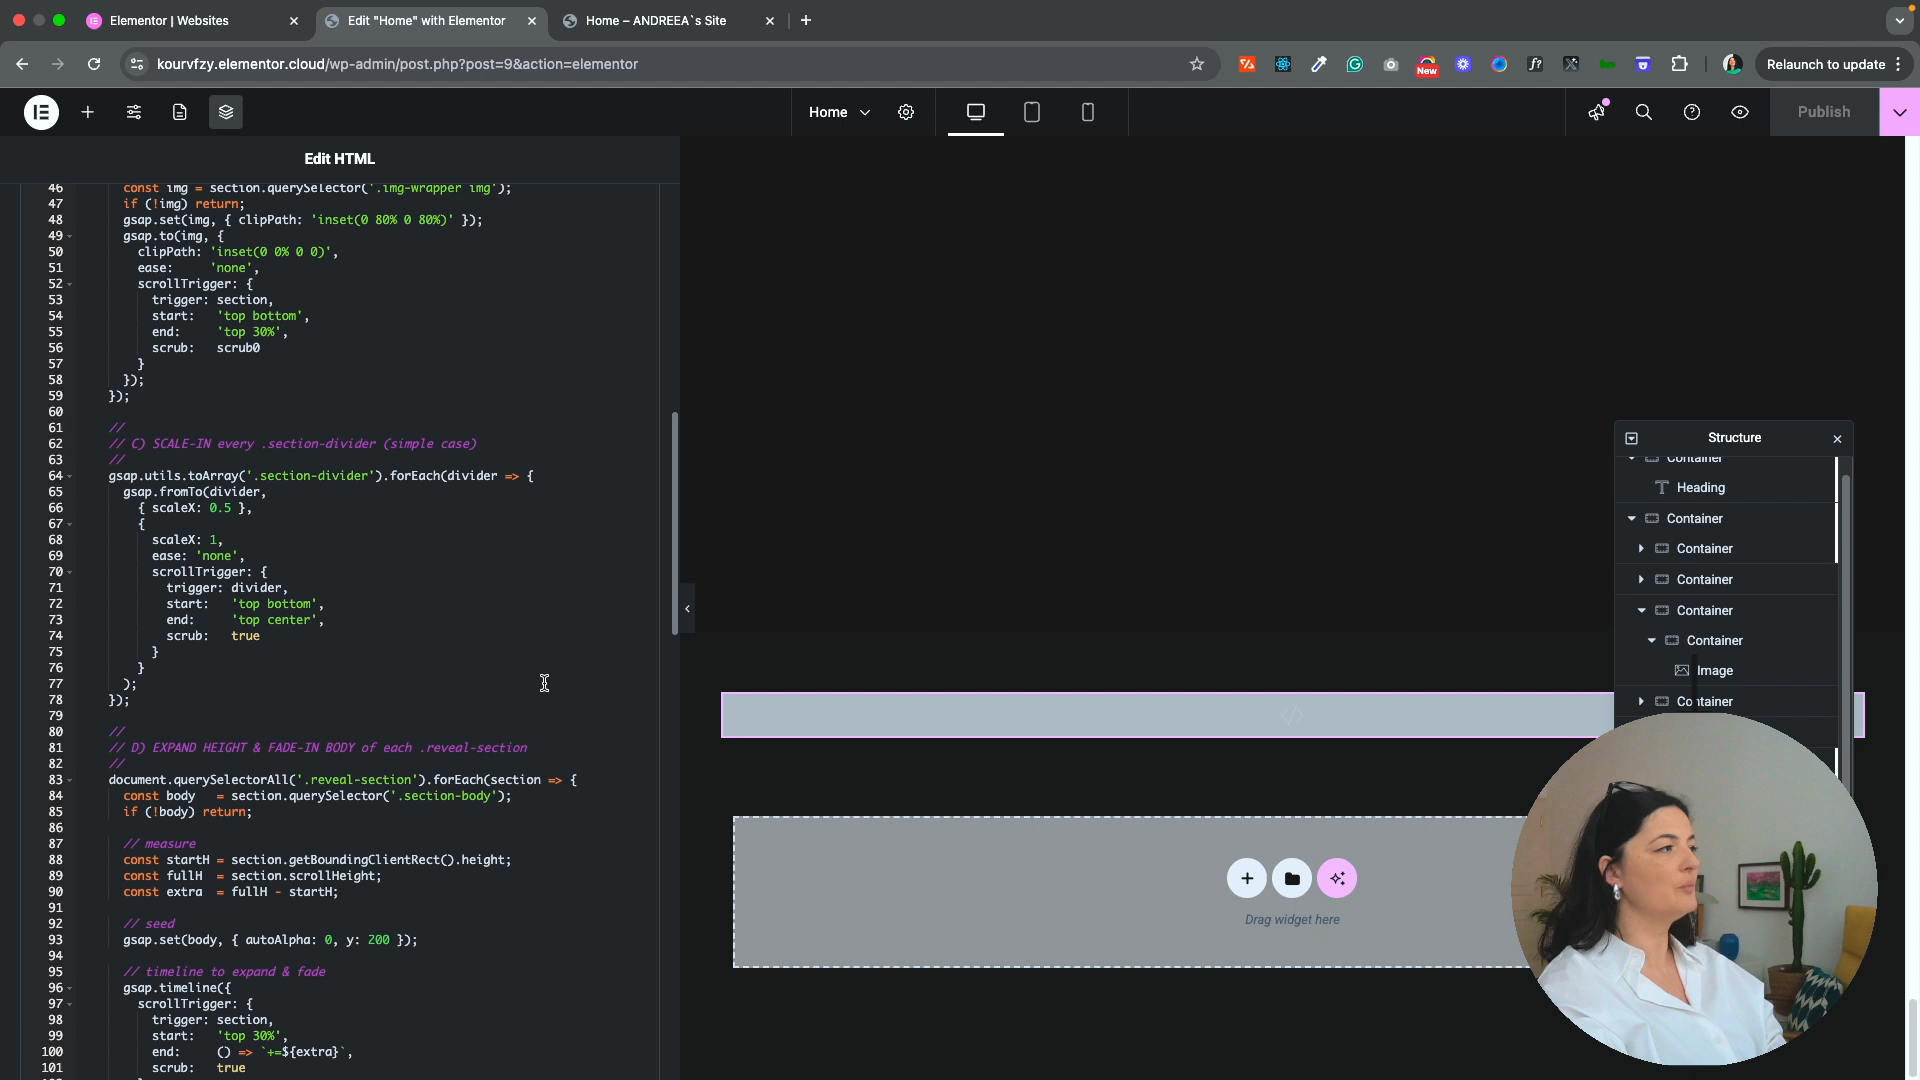 Elementor | Websites
Edit "Home" with Elementor
Home – ANDREEA`s Site
kourvfzy.elementor.cloud/wp-admin/post.php?post=9&action=elementor
New
Relaunch to update
Home
Publish
Edit HTML
46 const img = section.querySelector('.img-wrapper img');
47 if (!img) return;
48 gsap.set(img, { clipPath: 'inset(0 80% 0 80%)' });
49 gsap.to(img, {
50 clipPath: 'inset(0 0% 0 0)',
51 ease: 'none',
52 scrollTrigger: {
53 trigger: section,
54 start: 'top bottom',
55 end: 'top 30%',
56 scrub: scrub0
57 }
58 });
59 });
60
61 //
62 // C) SCALE-IN every .section-divider (simple case)
63 //
64 gsap.utils.toArray('.section-divider').forEach(divider => {
65 gsap.fromTo(divider,
66 { scaleX: 0.5 },
67 {
68 scaleX: 1,
69 ease: 'none',
70 scrollTrigger: {
71 trigger: divider,
72 start: 'top bottom',
73 end: 'top center',
74 scrub: true
75 }
76 }
77 );
78 });
79
80 //
81 // D) EXPAND HEIGHT & FADE-IN BODY of each .reveal-section
82 //
83 document.querySelectorAll('.reveal-section').forEach(section => {
84 const body = section.querySelector('.section-body');
85 if (!body) return;
86
87 // measure
88 const startH = section.getBoundingClientRect().height;
89 const fullH = section.scrollHeight;
90 const extra = fullH - startH;
91
92 // seed
93 gsap.set(body, { autoAlpha: 0, y: 200 });
94
95 // timeline to expand & fade
96 gsap.timeline({
97 scrollTrigger: {
98 trigger: section,
99 start: 'top 30%',
100 end: () => `+=${extra}`,
101 scrub: true
Structure
Container
Heading
Container
Container
Container
Container
Container
Image
Container
Drag widget here